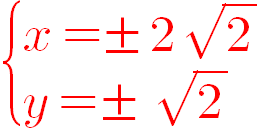 x = ± 2 √2
y = ± √2